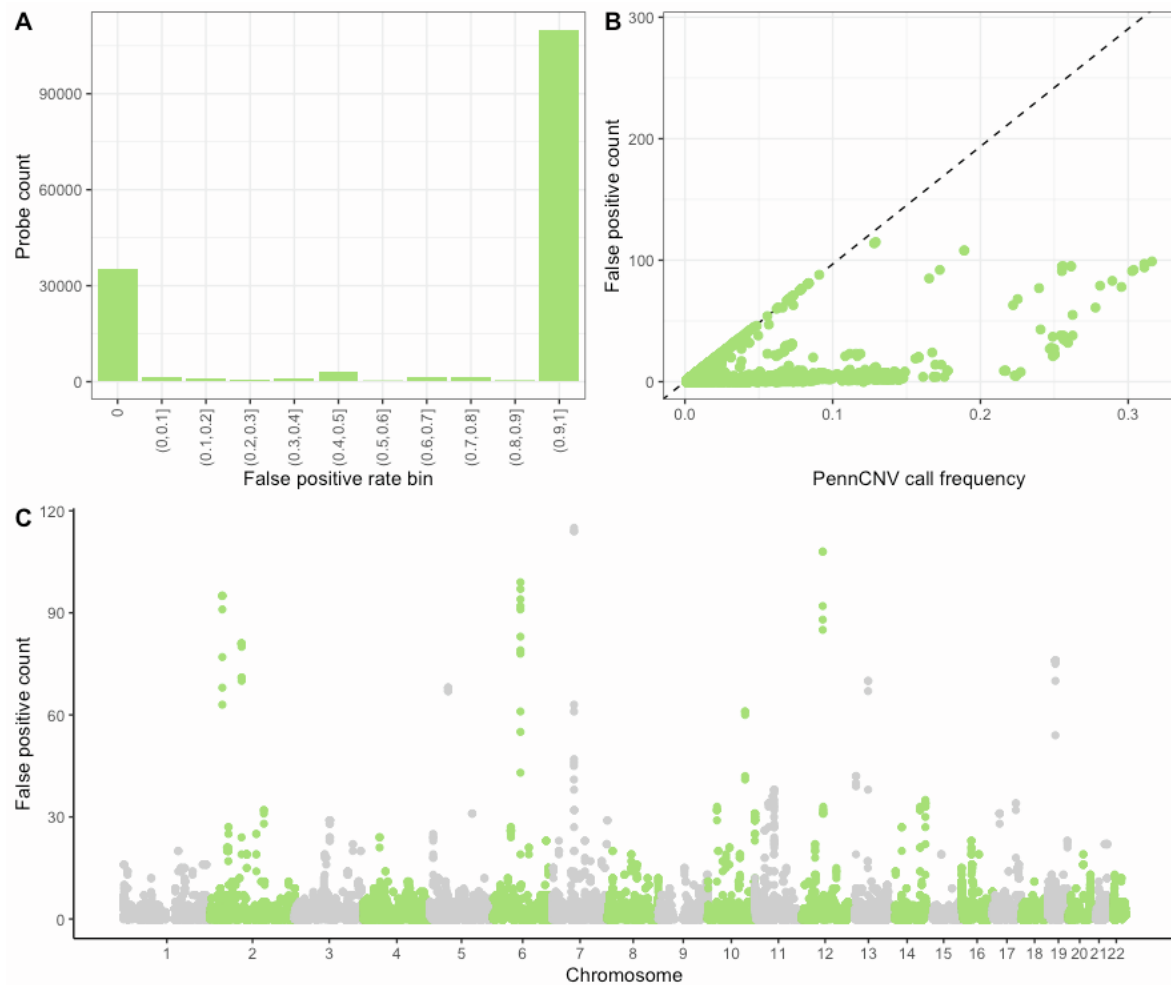 A
Probe count
90000
60000
30000
0
0
(0,0.1]
(0.1,0.2]
(0.2,0.3]
(0.3,0.4]
(0.4,0.5]
(0.5,0.6]
(0.6,0.7]
(0.7,0.8]
(0.8,0.9]
(0.9,1]
False positive rate bin
B
False positive count
300
200
100
0
0.0 0.1 0.2 0.3
PennCNV call frequency
C
False positive count
120
90
60
30
0
1 2 3 4 5 6 7 8 9 10 11 12 13 14 15 16 17 18 19 20 21 22
Chromosome